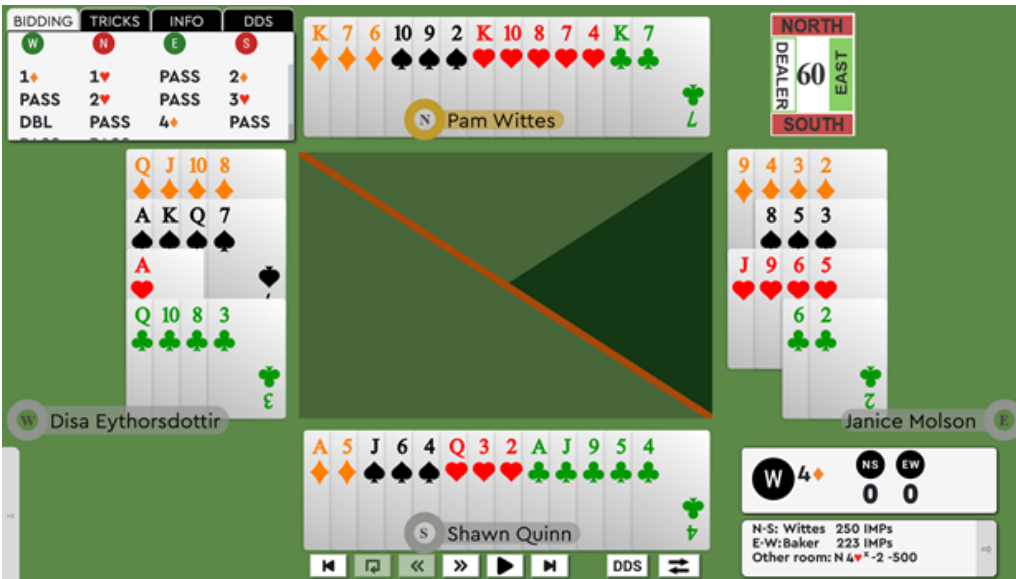 BIDDING TRICKS INFO DDS
W N E S
1♦ 1♥ PASS 2♦
PASS 2♥ PASS 3♥
DBL PASS 4♦ PASS
K 7 6 10 9 2 K 10 8 7 4 K 7
7
N Pam Wittes
NORTH
DEALER 60 EAST
SOUTH
Q J 10 8
A K Q 7
A
Q 10 8 3
3
W Disa Eythorsdottir
9 4 3 2
8 5 3
J 9 6 5
6 2
2
Janice Molson E
A 5 J 6 4 Q 3 2 A J 9 5 4
4
S Shawn Quinn
W 4♦ NS EW
0 0
N-S: Wittes 250 IMPs
E-W: Baker 223 IMPs
Other room: N 4♥ˣ -2 -500
DDS